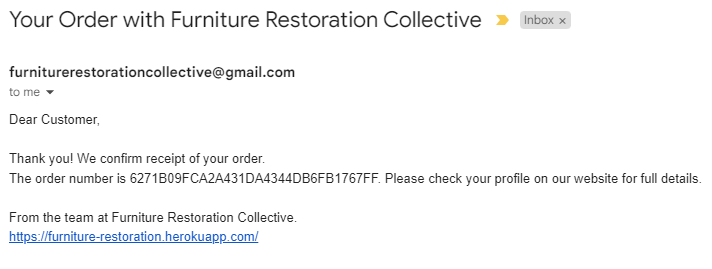 Your Order with Furniture Restoration Collective Inbox ×
furniturerestorationcollective@gmail.com
to me
Dear Customer,
Thank you! We confirm receipt of your order.
The order number is 6271B09FCA2A431DA4344DB6FB1767FF. Please check your profile on our website for full details.
From the team at Furniture Restoration Collective.
https://furniture-restoration.herokuapp.com/